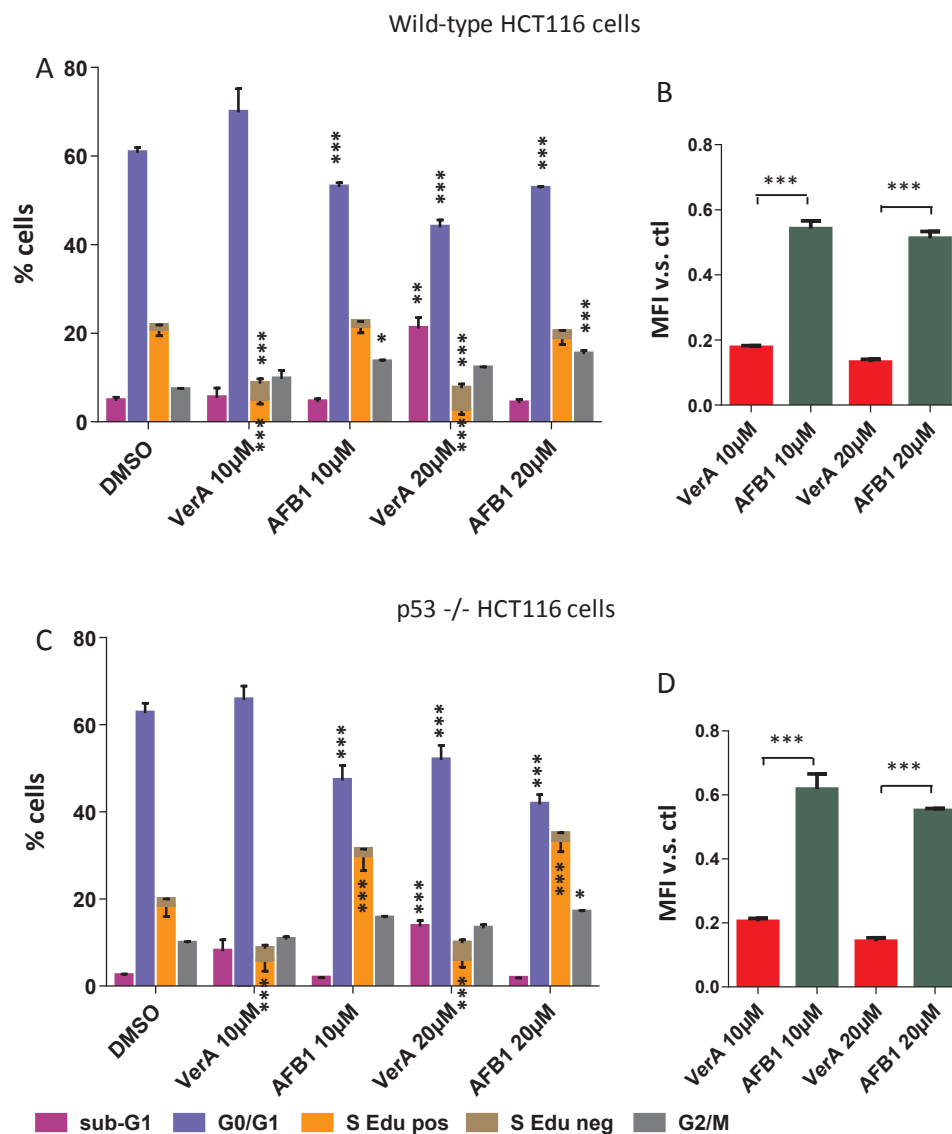 Wild-type HCT116 cells
A
B
80
60
40
20
0
% cells
***
***
***
***
*
**
***
***
***
***
DMSO
VerA 10µM
AFB1 10µM
VerA 20µM
AFB1 20µM
0.8
0.6
0.4
0.2
0.0
MFI v.s. ctl
***
***
VerA 10µM
AFB1 10µM
VerA 20µM
AFB1 20µM
p53 -/- HCT116 cells
C
D
80
60
40
20
0
% cells
***
***
***
***
***
***
***
***
*
DMSO
VerA 10µM
AFB1 10µM
VerA 20µM
AFB1 20µM
0.8
0.6
0.4
0.2
0.0
MFI v.s. ctl
***
***
VerA 10µM
AFB1 10µM
VerA 20µM
AFB1 20µM
sub-G1 G0/G1 S Edu pos S Edu neg G2/M